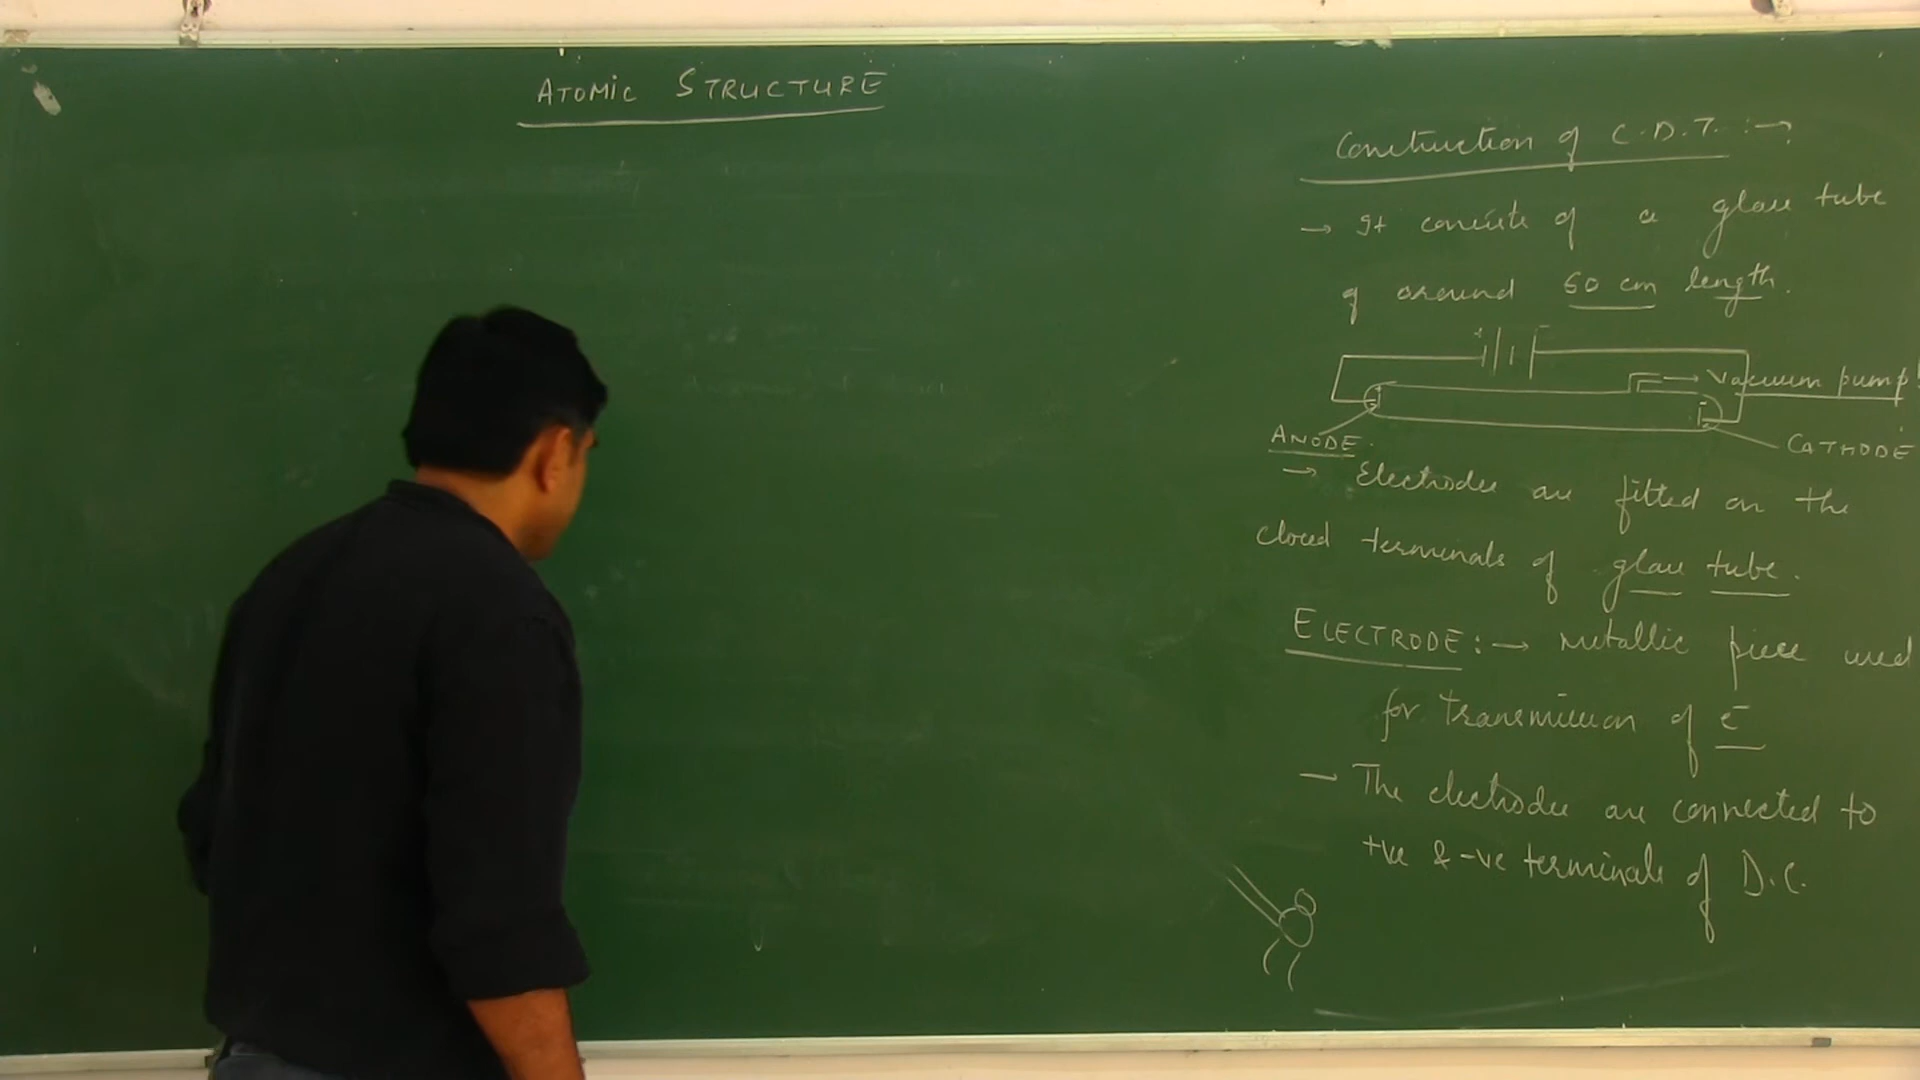 ATOMIC STRUCTURE
Construction of C.D.T. :→
→ It consists of a glass tube
of around 60 cm length.
+ −
→ Vacuum pump
ANODE.
CATHODE
→ Electrodes are fitted on the
closed terminals of glass tube.
ELECTRODE :→ Metallic piece used
for transmission of e⁻
→ The electrodes are connected to
+ve & -ve terminals of D.C.